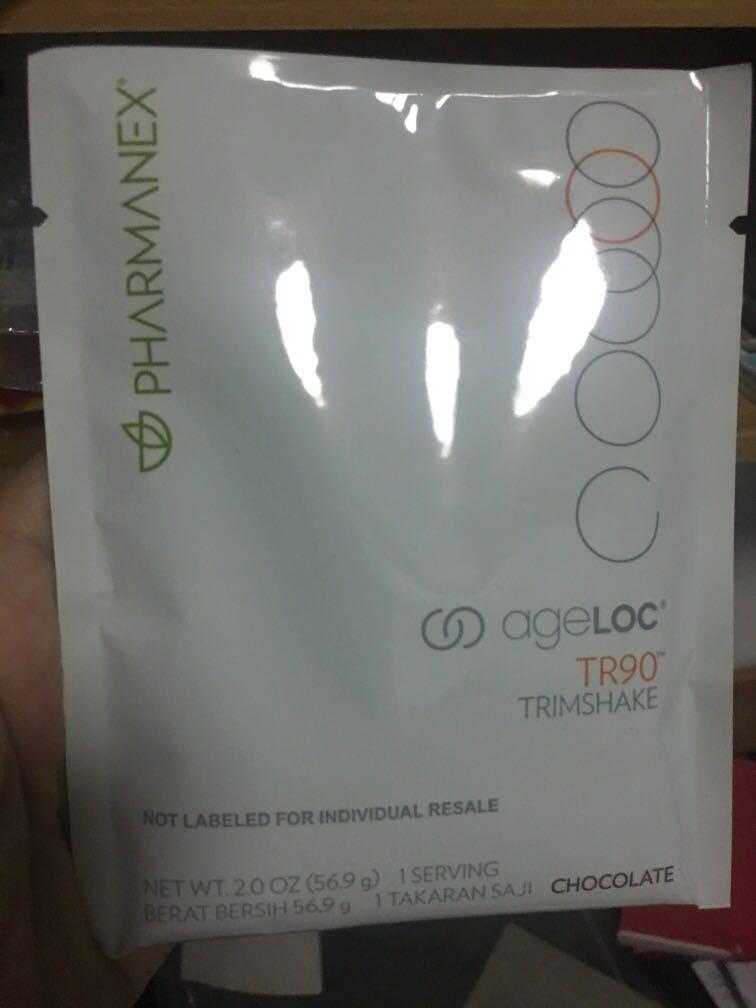 PHARMANEX®
ageLOC®
TR90™
TRIMSHAKE
NOT LABELED FOR INDIVIDUAL RESALE
NET WT. 2.0 OZ (56.9 g) 1 SERVING
BERAT BERSIH 56.9 g 1 TAKARAN SAJI CHOCOLATE